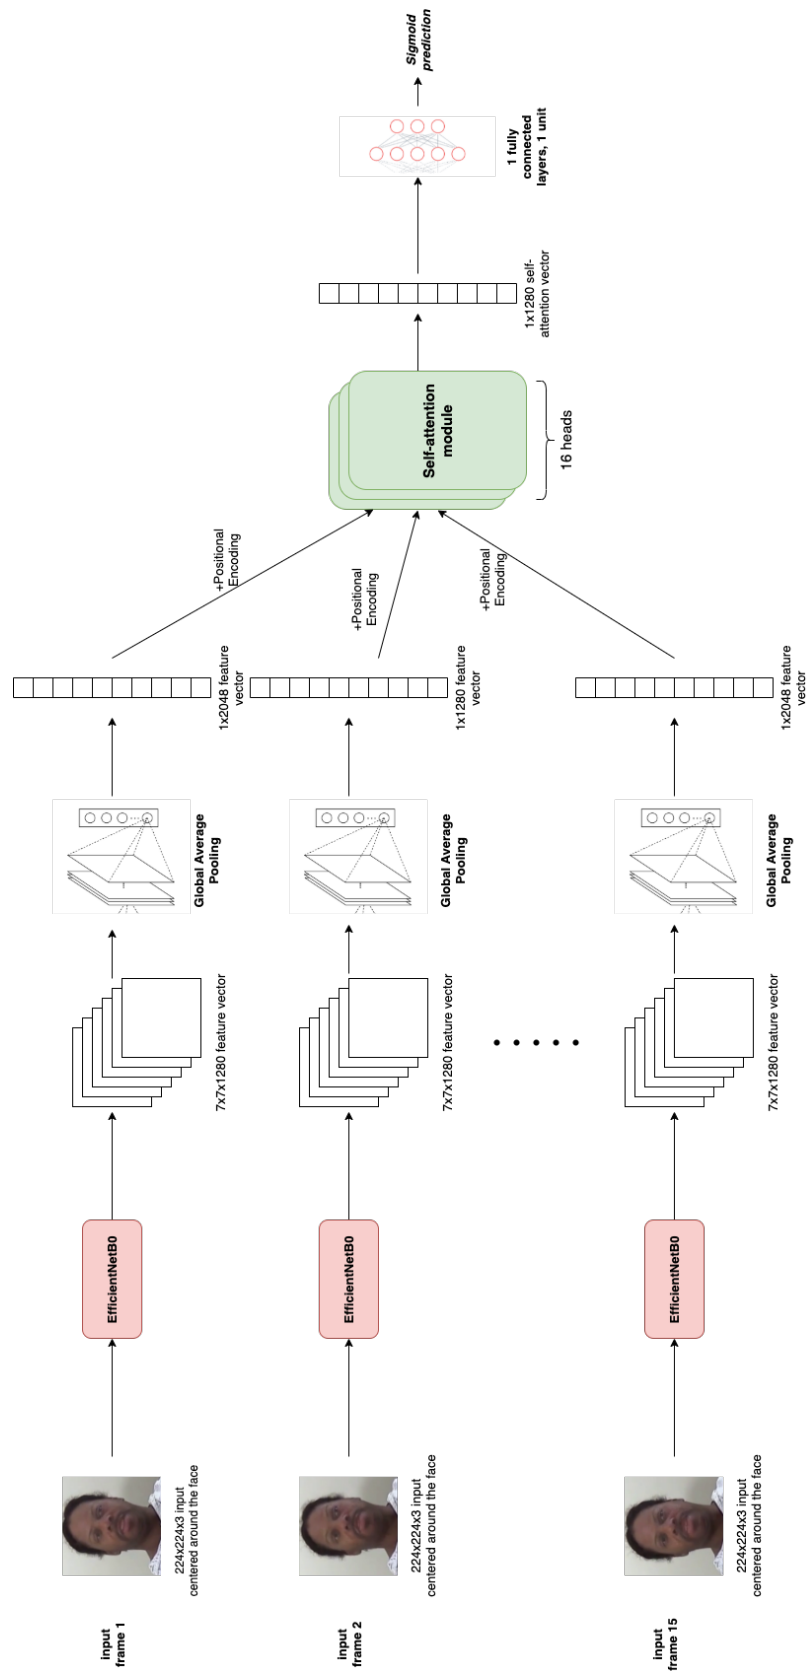 input
frame 1
224x224x3 input
centered around the face
EfficientNetB0
7x7x1280 feature vector
Global Average
Pooling
1x2048 feature
vector
+Positional
Encoding
input
frame 2
224x224x3 input
centered around the face
EfficientNetB0
7x7x1280 feature vector
Global Average
Pooling
1x1280 feature
vector
+Positional
Encoding
input
frame 15
224x224x3 input
centered around the face
EfficientNetB0
7x7x1280 feature vector
Global Average
Pooling
1x2048 feature
vector
+Positional
Encoding
Self-attention
module
16 heads
1x1280 self-
attention vector
1 fully
connected
layers, 1 unit
Sigmoid
prediction